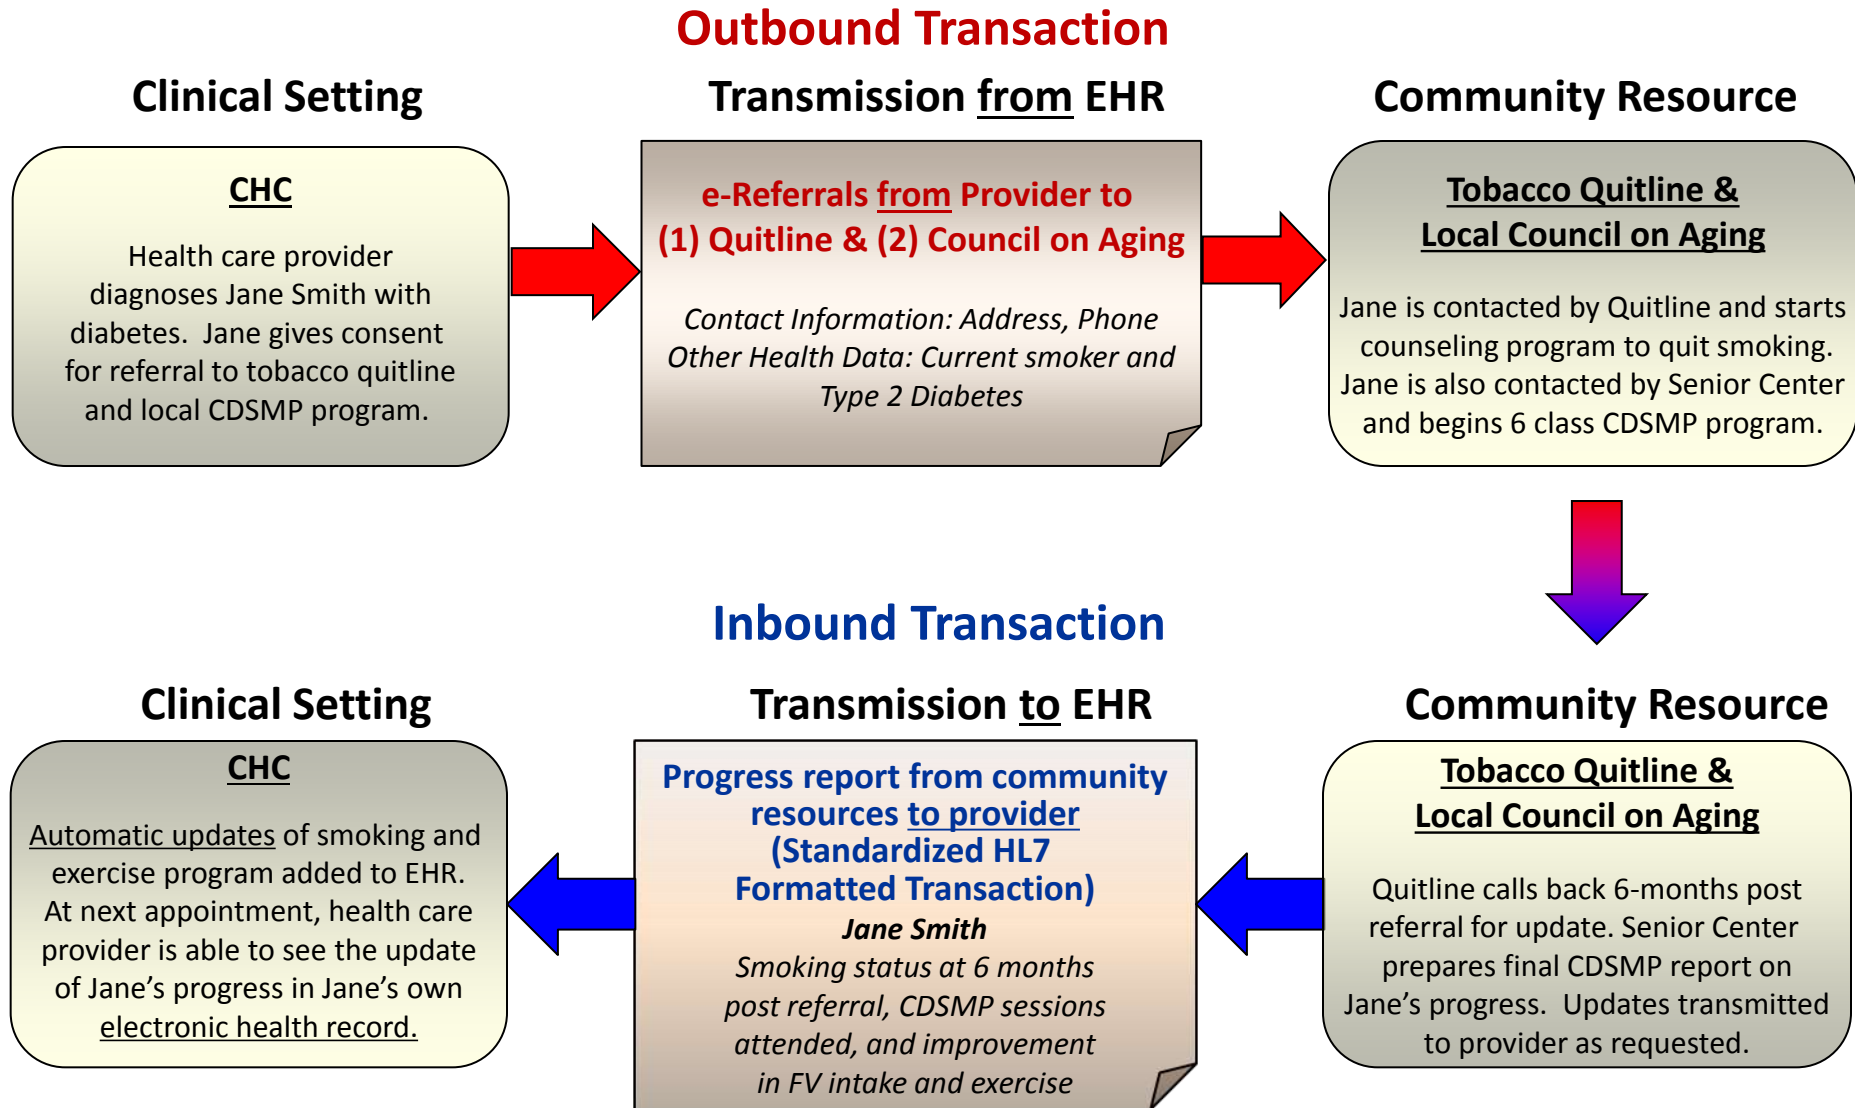 Outbound Transaction
Clinical Setting
Transmission from EHR
Community Resource
CHC
Health care provider
diagnoses Jane Smith with
diabetes.  Jane gives consent
for referral to tobacco quitline
and local CDSMP program.
e-Referrals from Provider to
(1) Quitline & (2) Council on Aging
Contact Information: Address, Phone
Other Health Data: Current smoker and
Type 2 Diabetes
Tobacco Quitline &
Local Council on Aging
Jane is contacted by Quitline and starts
counseling program to quit smoking.
Jane is also contacted by Senior Center
and begins 6 class CDSMP program.
Inbound Transaction
Clinical Setting
Transmission to EHR
Community Resource
CHC
Automatic updates of smoking and
exercise program added to EHR.
At next appointment, health care
provider is able to see the update
of Jane's progress in Jane's own
electronic health record.
Progress report from community
resources to provider
(Standardized HL7
Formatted Transaction)
Jane Smith
Smoking status at 6 months
post referral, CDSMP sessions
attended, and improvement
in FV intake and exercise
Tobacco Quitline &
Local Council on Aging
Quitline calls back 6-months post
referral for update. Senior Center
prepares final CDSMP report on
Jane's progress.  Updates transmitted
to provider as requested.